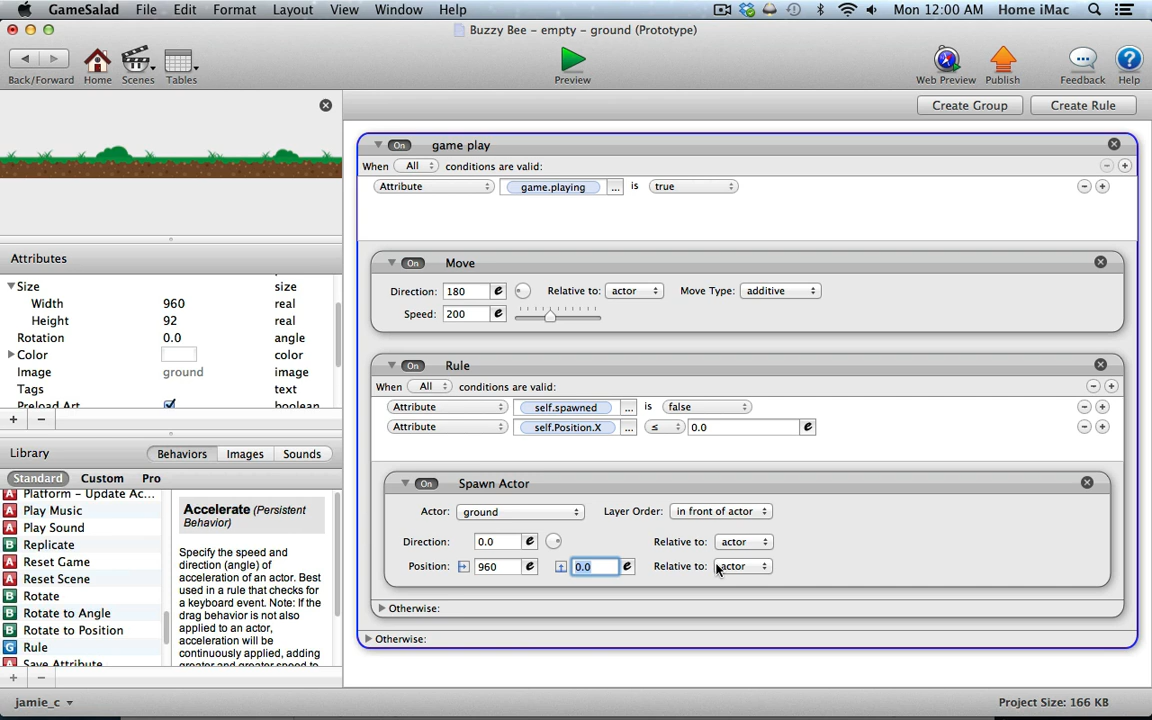 GameSalad File Edit Format Layout View Window Help Mon 12:00 AM Home iMac
Buzzy Bee – empty – ground (Prototype)
Back/Forward Home Scenes Tables Preview Web Preview Publish Feedback Help
Create Group Create Rule
On game play
When All conditions are valid:
Attribute game.playing ... is true
Attributes
On Move
Size size
Direction: 180 e Relative to: actor Move Type: additive
Width 960 real
Speed: 200 e
Height 92 real
Rotation 0.0 angle
Color color
On Rule
Image ground image
When All conditions are valid:
Tags text
Preload Art boolean
Attribute self.spawned ... is false
Attribute self.Position.X ... ≤ 0.0 e
Library Behaviors Images Sounds
Standard Custom Pro
On Spawn Actor
Platform – Update Ac...
Play Music
Play Sound
Replicate
Reset Game
Reset Scene
Rotate
Rotate to Angle
Rotate to Position
Rule
Save Attribute
Accelerate (Persistent
Behavior)
Specify the speed and
direction (angle) of
acceleration of an actor. Best
used in a rule that checks for
a keyboard event. Note: If the
drag behavior is not also
applied to an actor,
acceleration will be
continuously applied, adding
greater and greater speed to
Actor: ground Layer Order: in front of actor
Direction: 0.0 e Relative to: actor
Position: 960 e 0.0 e Relative to: actor
Otherwise:
Otherwise:
jamie_c Project Size: 166 KB